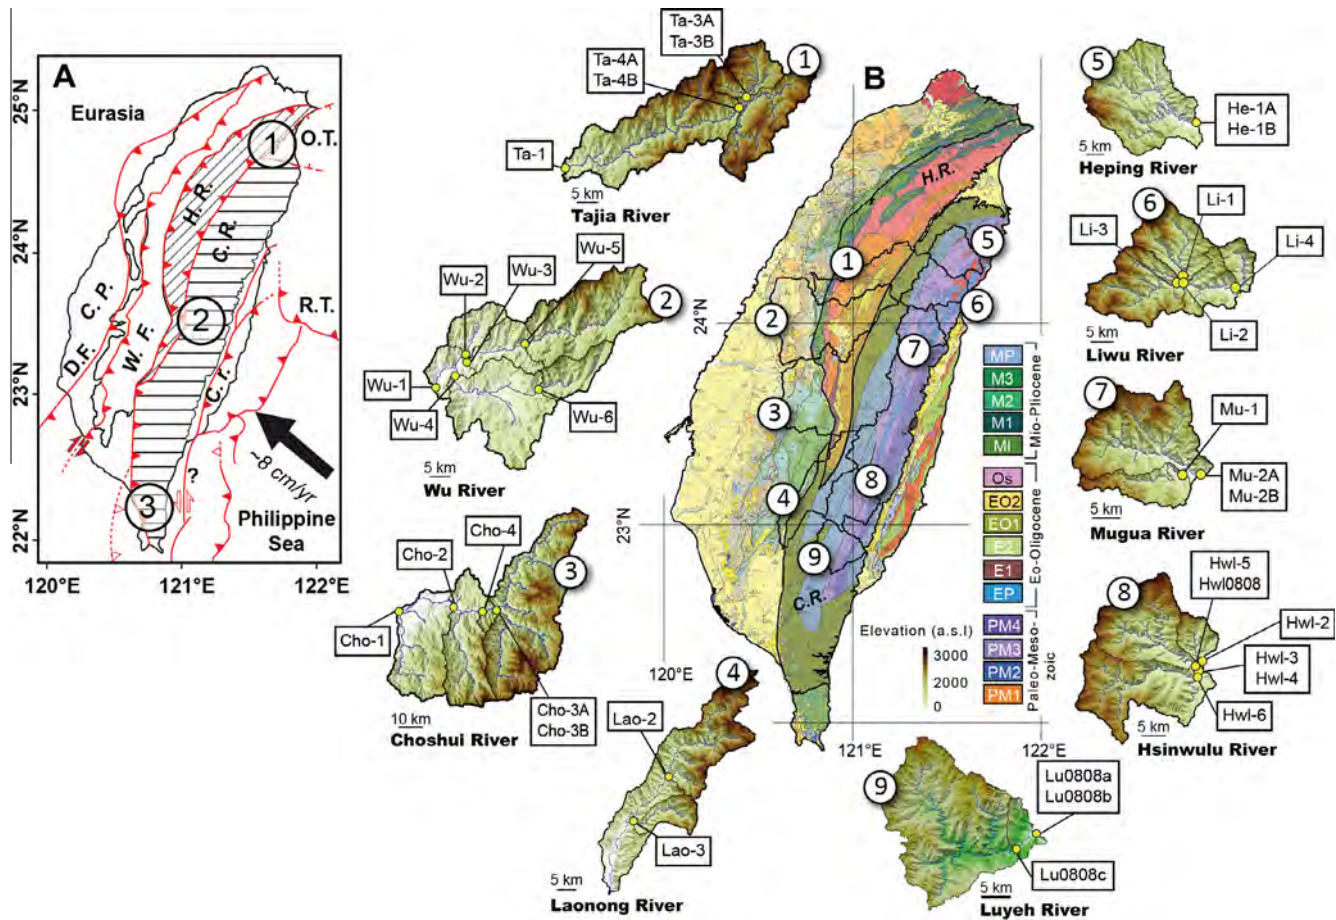 A
Eurasia
25°N
24°N
23°N
22°N
120°E
121°E
122°E
1
2
3
O.T.
H. R.
C. R.
C. P.
D.F.
W. F.
C. r.
R.T.
?
~8 cm/yr
Philippine
Sea
Ta-3A
Ta-3B
Ta-4A
Ta-4B
Ta-1
1
5 km
Tajia River
Wu-5
Wu-3
Wu-2
Wu-1
Wu-4
Wu-6
2
5 km
Wu River
Cho-4
Cho-2
Cho-1
Cho-3A
Cho-3B
3
10 km
Choshui River
4
Lao-2
Lao-3
5 km
Laonong River
B
H.R.
C.R.
1
2
3
4
5
6
7
8
9
24°N
23°N
120°E
121°E
122°E
MP
M3
M2
M1
MI
Mio-Pliocene
Os
EO2
EO1
E2
E1
EP
Eo-Oligocene
PM4
PM3
PM2
PM1
Paleo-Meso-
zoic
Elevation (a.s.l)
3000
2000
0
5
He-1A
He-1B
5 km
Heping River
6
Li-1
Li-3
Li-4
Li-2
5 km
Liwu River
7
Mu-1
Mu-2A
Mu-2B
5 km
Mugua River
8
Hwl-5
Hwl0808
Hwl-2
Hwl-3
Hwl-4
Hwl-6
5 km
Hsinwulu River
9
Lu0808a
Lu0808b
Lu0808c
5 km
Luyeh River